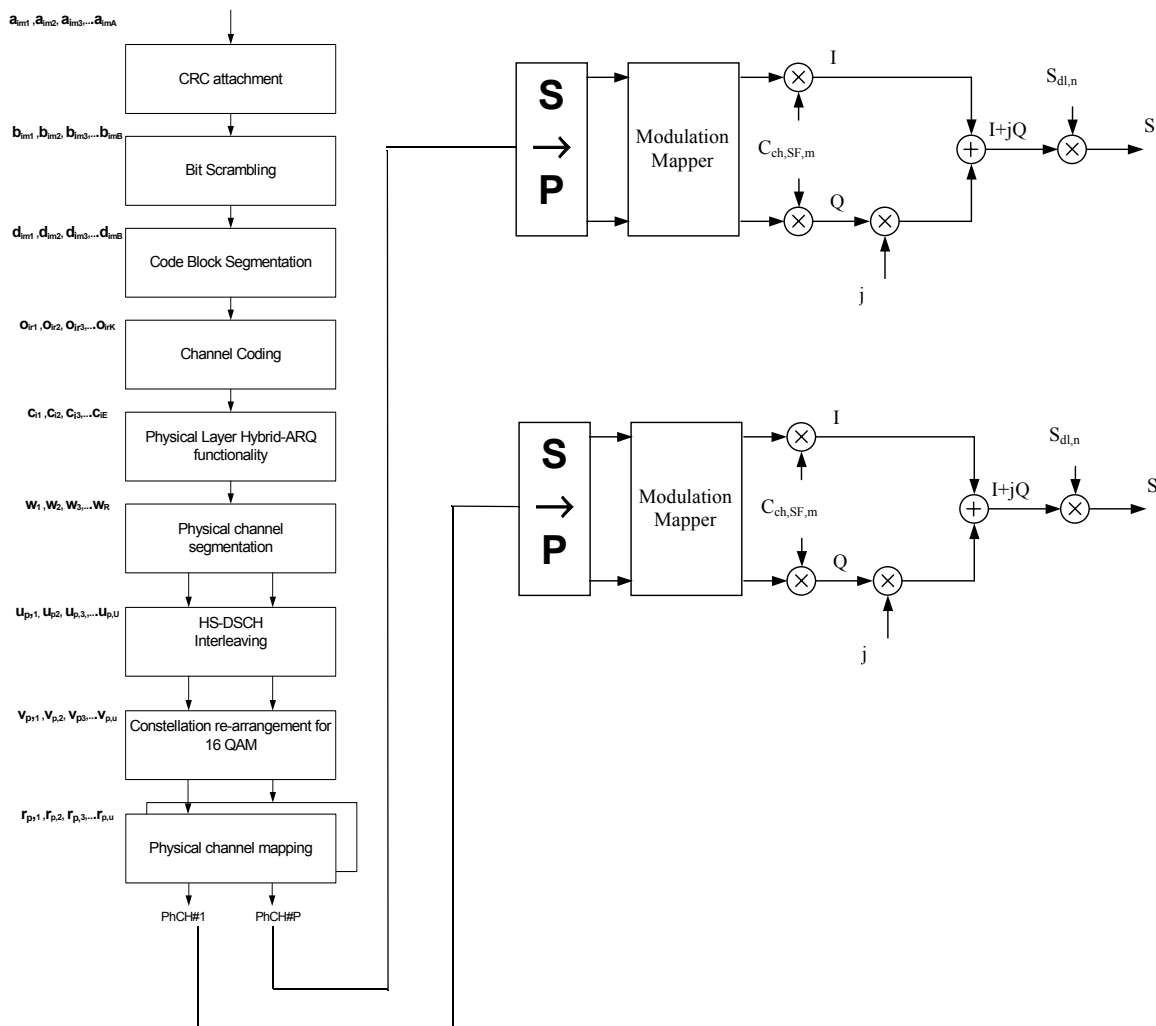 aim1 ,aim2, aim3,...aimA
CRC attachment
bim1 ,bim2, bim3,...bimB
Bit Scrambling
dim1 ,dim2, dim3,...dimB
Code Block Segmentation
oir1 ,oir2, oir3,...oirK
Channel Coding
ci1 ,ci2, ci3,...ciE
Physical Layer Hybrid-ARQ
functionality
w1 ,w2, w3,...wR
Physical channel
segmentation
up,1, up2, up,3,...up,U
HS-DSCH
Interleaving
vp,1 ,vp,2, vp3,...vp,u
Constellation re-arrangement for
16 QAM
rp,1 ,rp,2, rp,3,...rp,u
Physical channel mapping
PhCH#1
PhCH#P
S
→
P
Modulation
Mapper
I
Cch,SF,m
Q
j
I+jQ
Sdl,n
S
S
→
P
Modulation
Mapper
I
Cch,SF,m
Q
j
I+jQ
Sdl,n
S